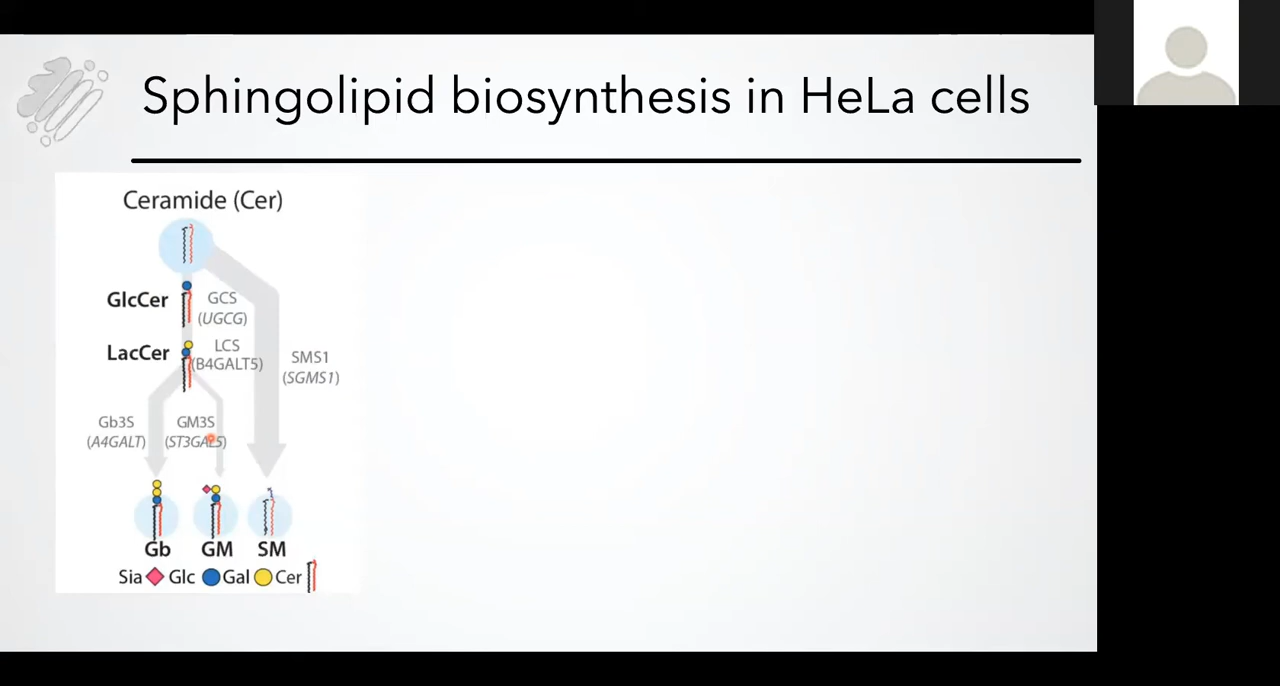 Sphingolipid biosynthesis in HeLa cells
Ceramide (Cer)
GlcCer
GCS
(UGCG)
LacCer
LCS
(B4GALT5)
SMS1
(SGMS1)
Gb3S
(A4GALT)
GM3S
(ST3GAL5)
Gb GM SM
Sia Glc Gal Cer